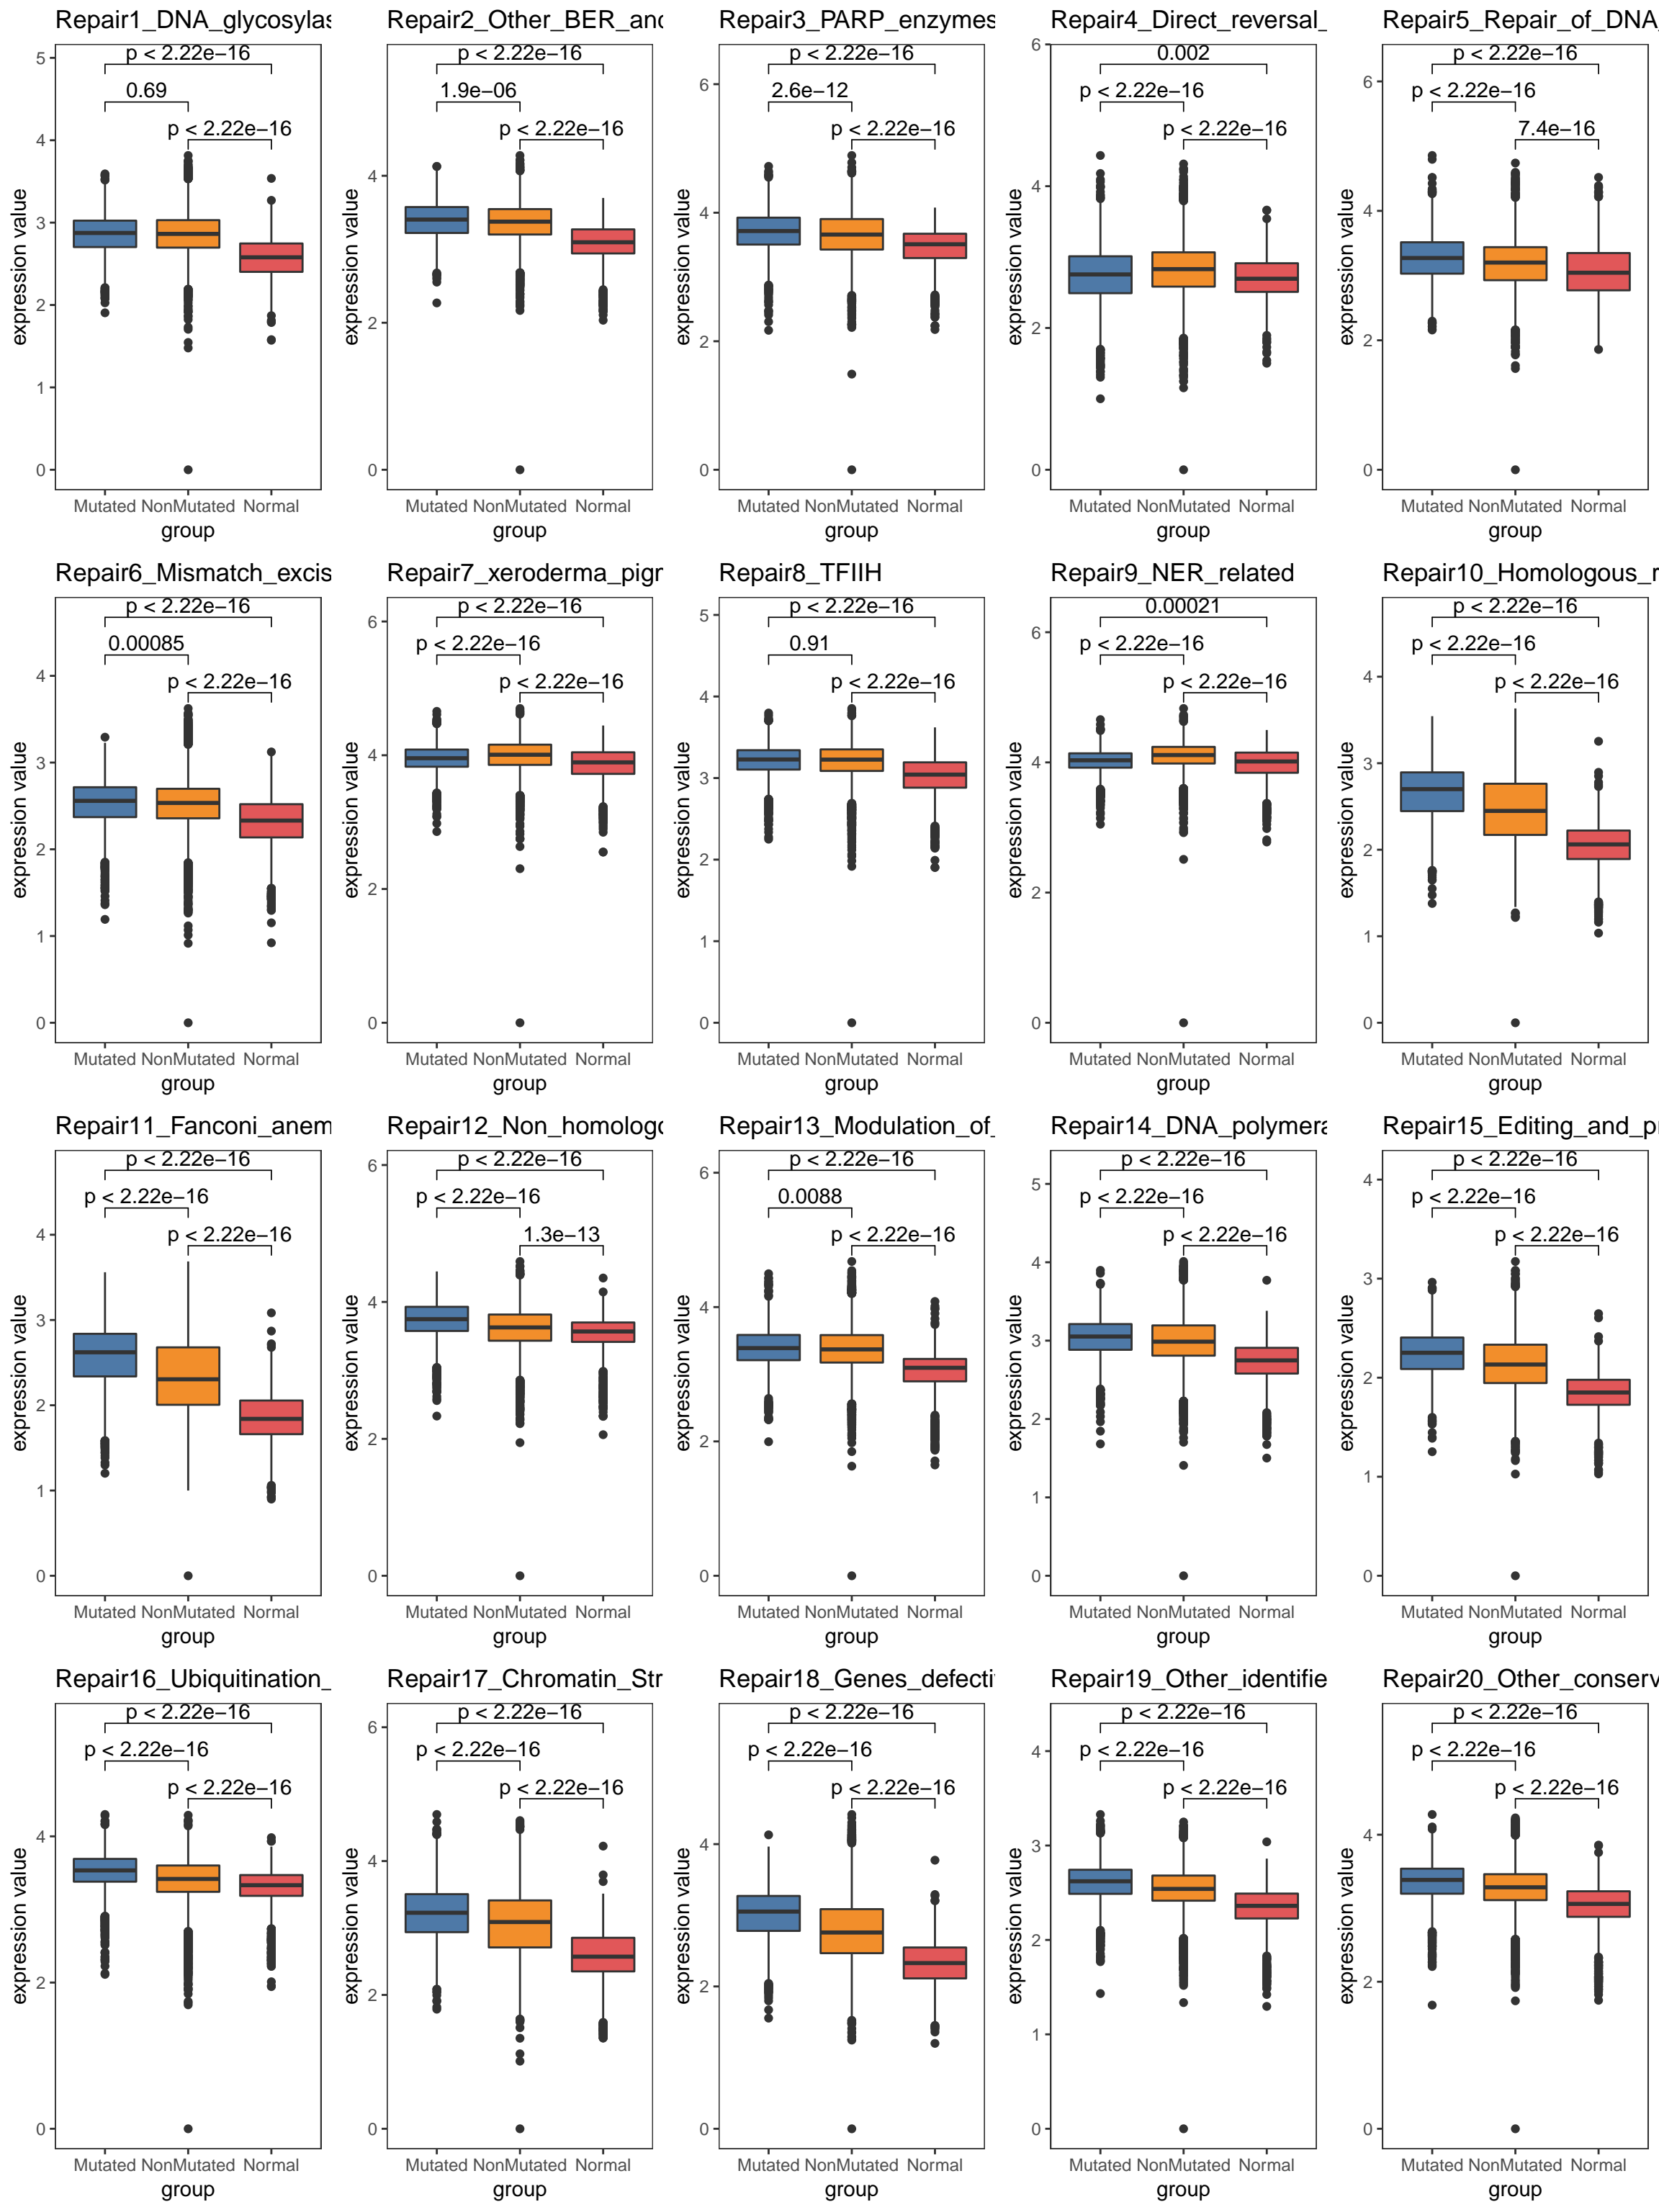 Repair1_DNA_glycosylas
p < 2.22e−16
0.69
p < 2.22e−16
5
4
3
2
1
0
expression value
Mutated NonMutated Normal
group
Repair2_Other_BER_and
p < 2.22e−16
1.9e−06
p < 2.22e−16
4
2
0
expression value
Mutated NonMutated Normal
group
Repair3_PARP_enzymes
p < 2.22e−16
2.6e−12
p < 2.22e−16
6
4
2
0
expression value
Mutated NonMutated Normal
group
Repair4_Direct_reversal_
0.002
p < 2.22e−16
p < 2.22e−16
6
4
2
0
expression value
Mutated NonMutated Normal
group
Repair5_Repair_of_DNA_
p < 2.22e−16
p < 2.22e−16
7.4e−16
6
4
2
0
expression value
Mutated NonMutated Normal
group
Repair6_Mismatch_excis
p < 2.22e−16
0.00085
p < 2.22e−16
4
3
2
1
0
expression value
Mutated NonMutated Normal
group
Repair7_xeroderma_pigr
p < 2.22e−16
p < 2.22e−16
p < 2.22e−16
6
4
2
0
expression value
Mutated NonMutated Normal
group
Repair8_TFIIH
p < 2.22e−16
0.91
p < 2.22e−16
5
4
3
2
1
0
expression value
Mutated NonMutated Normal
group
Repair9_NER_related
0.00021
p < 2.22e−16
p < 2.22e−16
6
4
2
0
expression value
Mutated NonMutated Normal
group
Repair10_Homologous_r
p < 2.22e−16
p < 2.22e−16
p < 2.22e−16
4
3
2
1
0
expression value
Mutated NonMutated Normal
group
Repair11_Fanconi_anem
p < 2.22e−16
p < 2.22e−16
p < 2.22e−16
4
3
2
1
0
expression value
Mutated NonMutated Normal
group
Repair12_Non_homologo
p < 2.22e−16
p < 2.22e−16
1.3e−13
6
4
2
0
expression value
Mutated NonMutated Normal
group
Repair13_Modulation_of_
p < 2.22e−16
0.0088
p < 2.22e−16
6
4
2
0
expression value
Mutated NonMutated Normal
group
Repair14_DNA_polymera
p < 2.22e−16
p < 2.22e−16
p < 2.22e−16
5
4
3
2
1
0
expression value
Mutated NonMutated Normal
group
Repair15_Editing_and_pr
p < 2.22e−16
p < 2.22e−16
p < 2.22e−16
4
3
2
1
0
expression value
Mutated NonMutated Normal
group
Repair16_Ubiquitination_
p < 2.22e−16
p < 2.22e−16
p < 2.22e−16
4
2
0
expression value
Mutated NonMutated Normal
group
Repair17_Chromatin_Str
p < 2.22e−16
p < 2.22e−16
p < 2.22e−16
6
4
2
0
expression value
Mutated NonMutated Normal
group
Repair18_Genes_defecti
p < 2.22e−16
p < 2.22e−16
p < 2.22e−16
4
2
0
expression value
Mutated NonMutated Normal
group
Repair19_Other_identifie
p < 2.22e−16
p < 2.22e−16
p < 2.22e−16
4
3
2
1
0
expression value
Mutated NonMutated Normal
group
Repair20_Other_conserv
p < 2.22e−16
p < 2.22e−16
p < 2.22e−16
4
2
0
expression value
Mutated NonMutated Normal
group